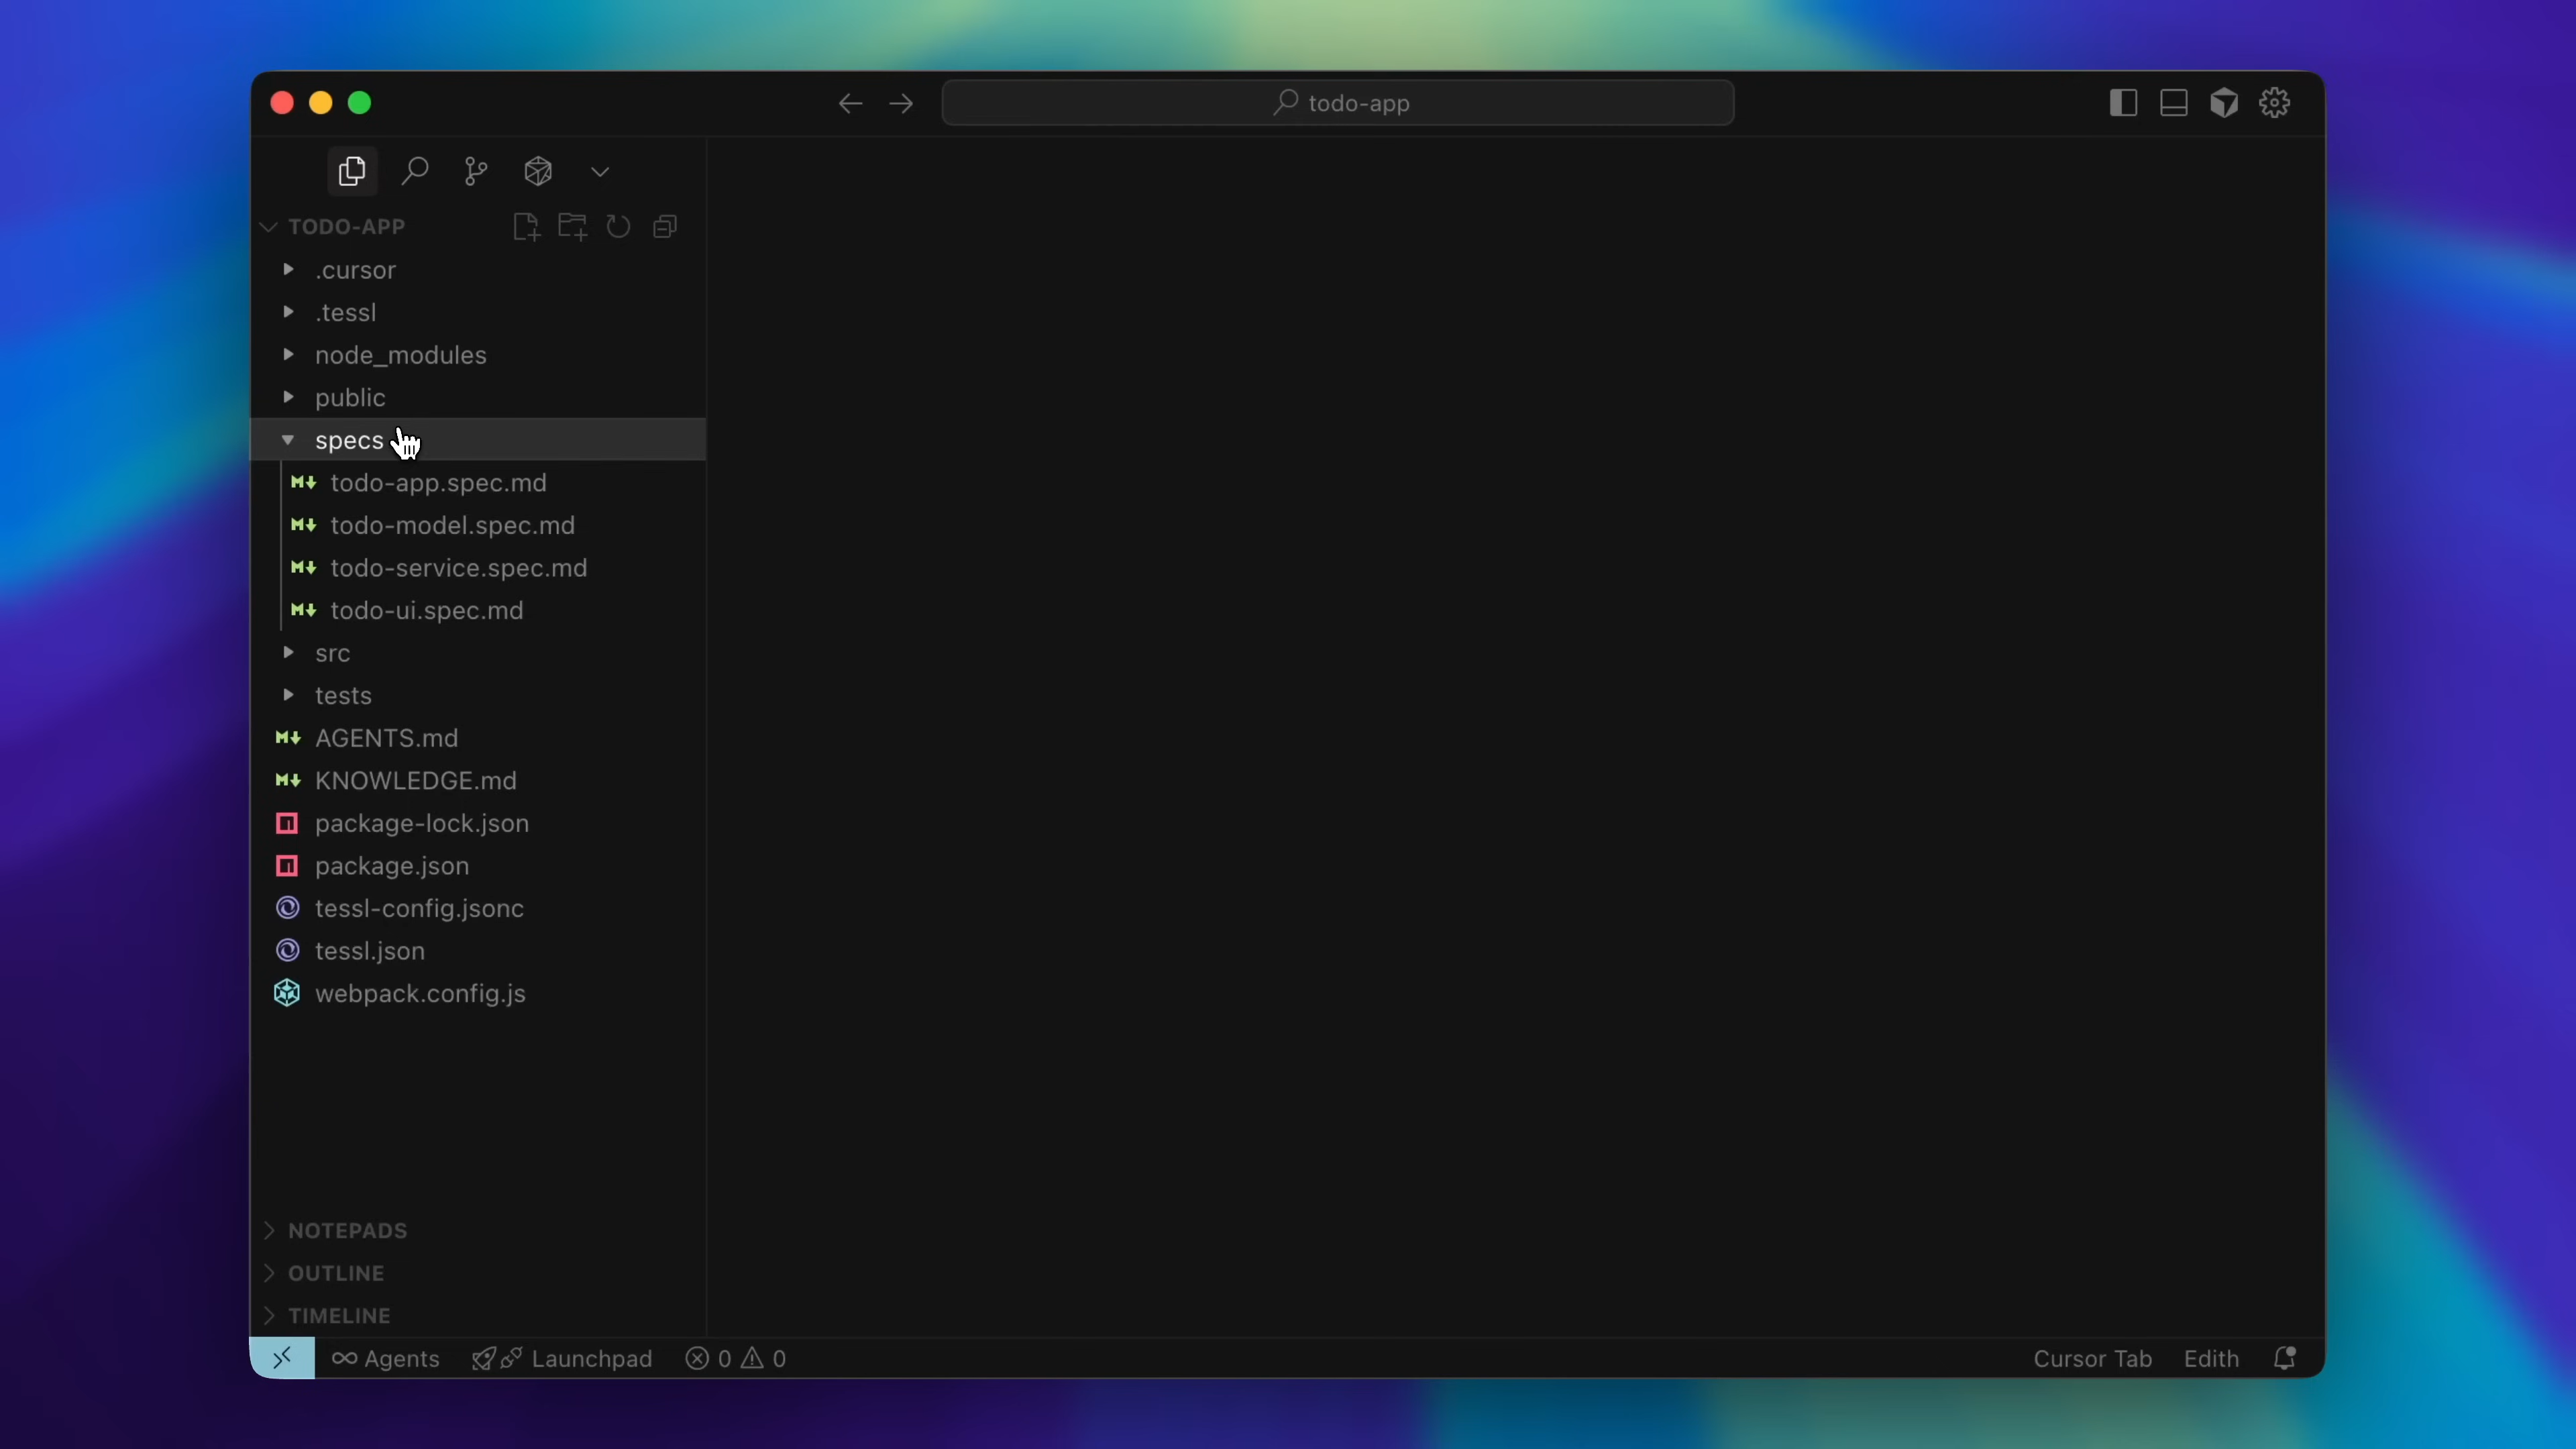 todo-app
TODO-APP
.cursor
.tessl
node_modules
public
specs
todo-app.spec.md
todo-model.spec.md
todo-service.spec.md
todo-ui.spec.md
src
tests
AGENTS.md
KNOWLEDGE.md
package-lock.json
package.json
tessl-config.jsonc
tessl.json
webpack.config.js
NOTEPADS
OUTLINE
TIMELINE
Agents Launchpad 0 0 Cursor Tab Edith